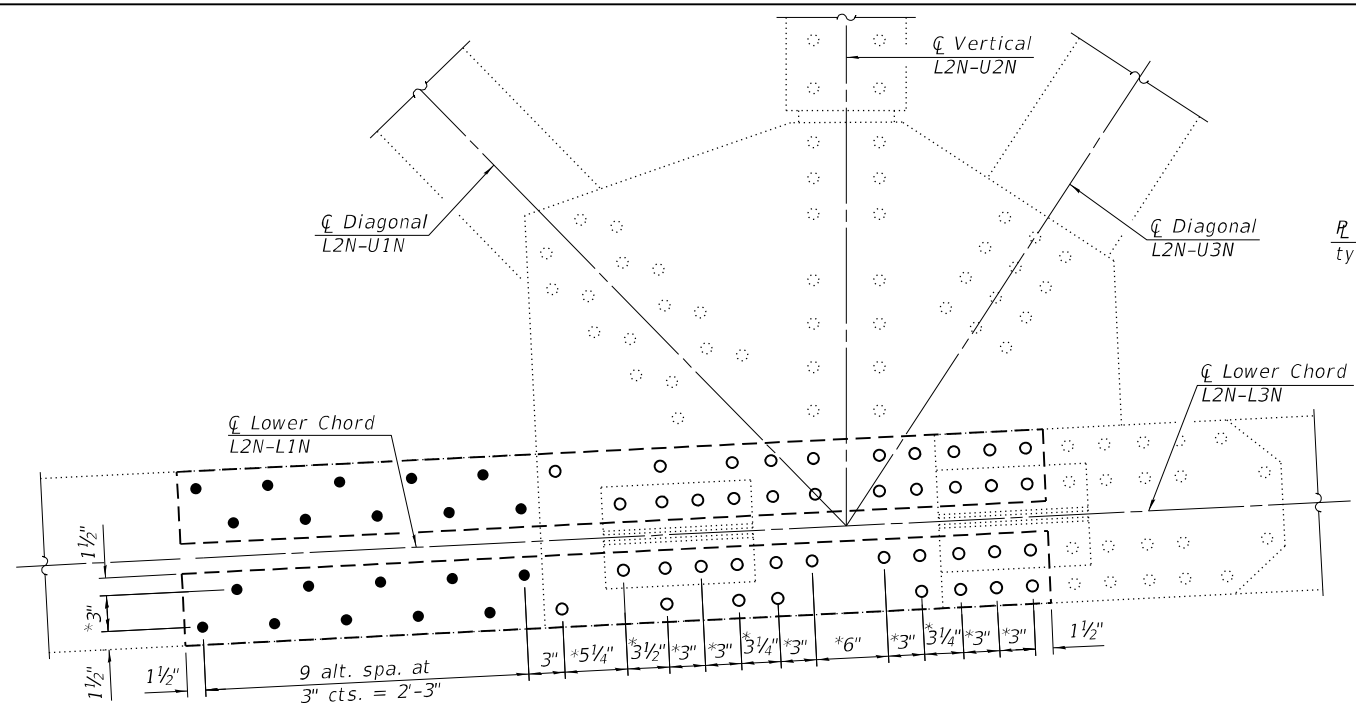 ℄ Vertical
L2N-U2N
℄ Diagonal
L2N-U1N
℄ Diagonal
L2N-U3N
℄ Lower Chord
L2N-L1N
℄ Lower Chord
L2N-L3N
1½"
*3"
1½"
1½"
9 alt. spa. at
3" cts. = 2'-3"
3"
*5¼"
*3½"
*3"
*3"
*3¼"
*3"
*6"
*3"
*3¼"
*3"
*3"
1½"